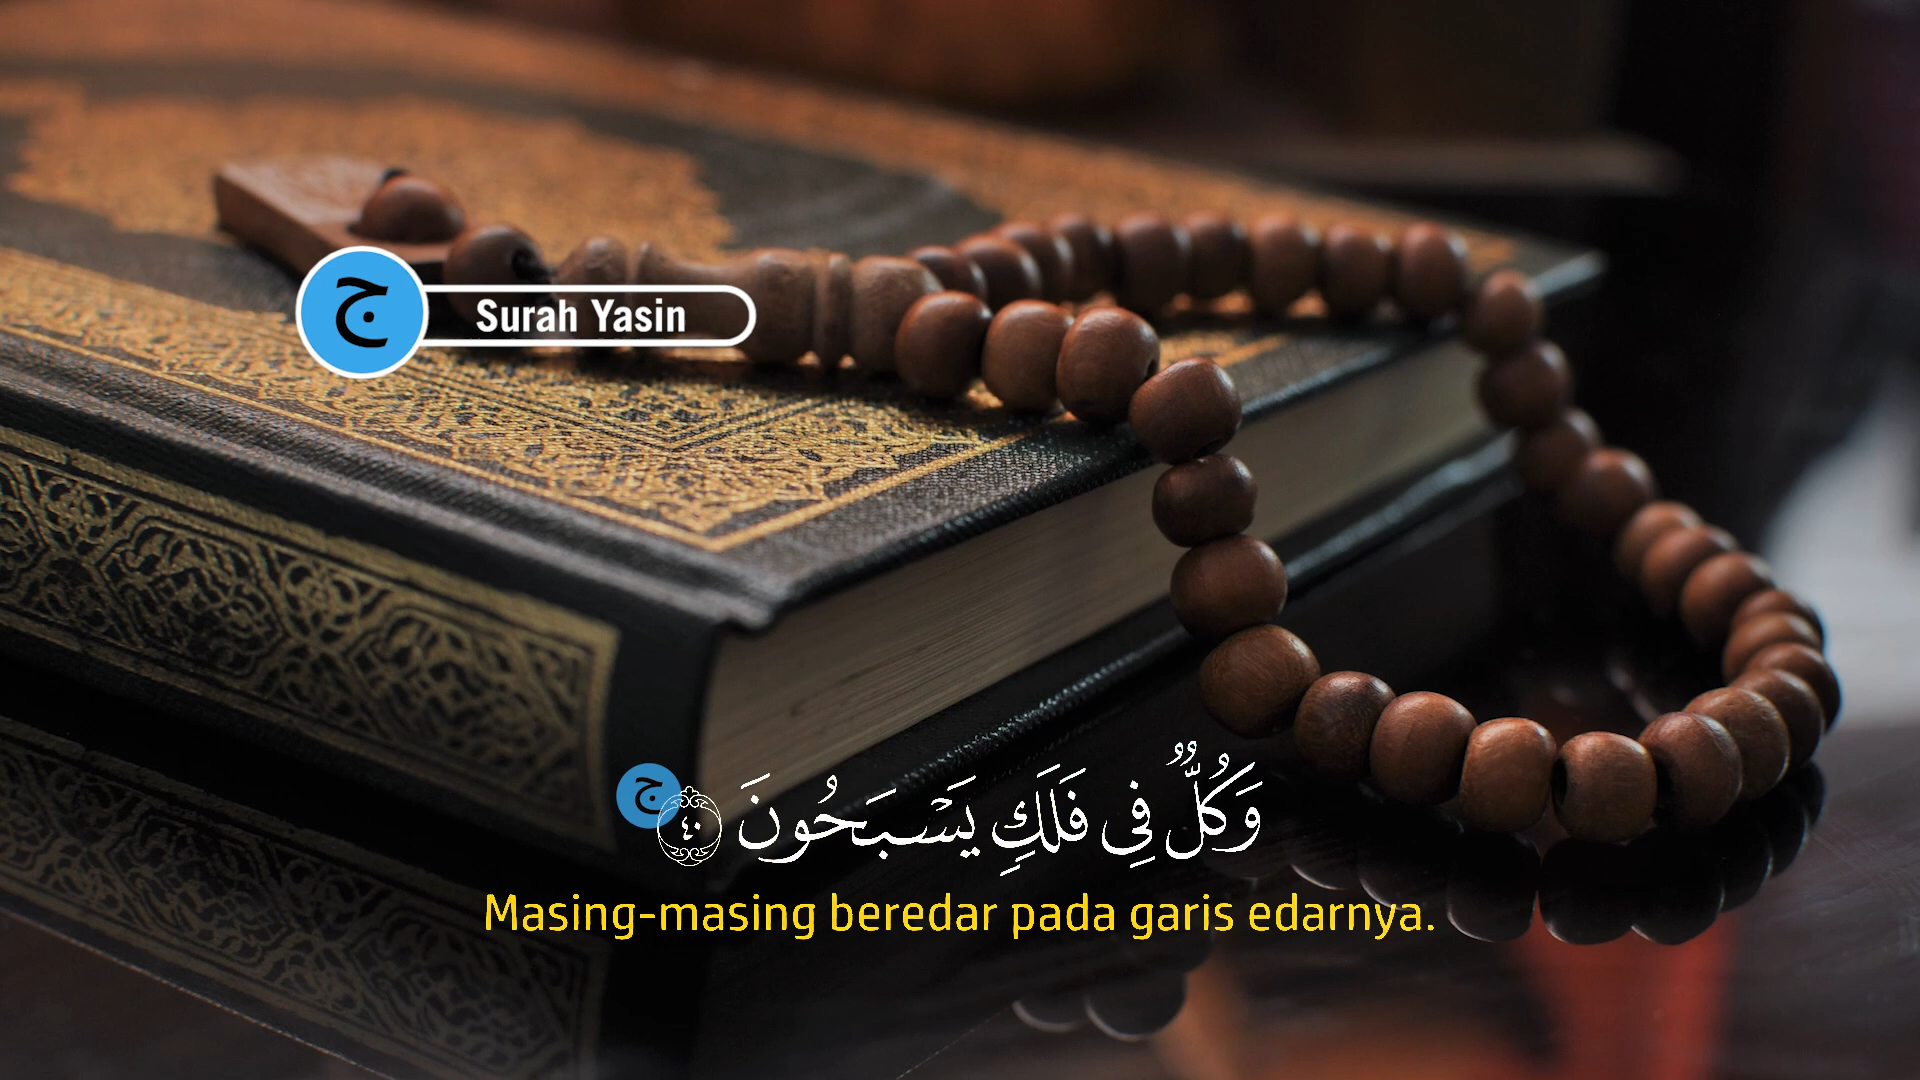 ج
Surah Yasin
وَكُلٌّ فِى فَلَكٍ يَسْبَحُونَ ٤٠
ج
Masing-masing beredar pada garis edarnya.